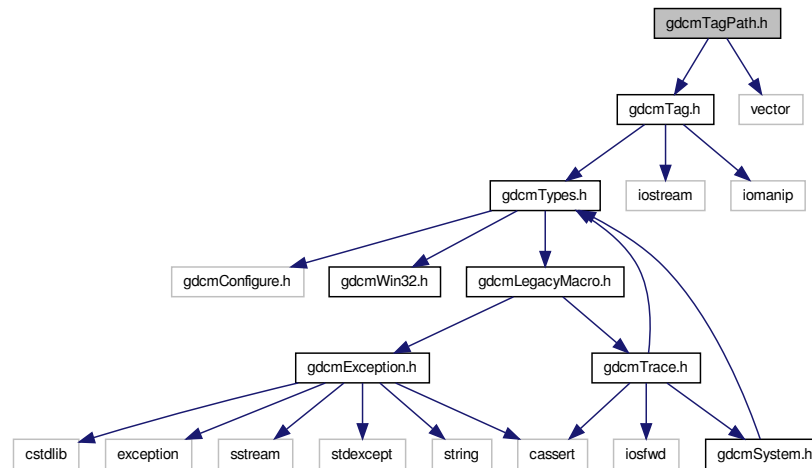 gdcmTagPath.h
gdcmTag.h
vector
gdcmTypes.h
iostream
iomanip
gdcmConfigure.h
gdcmWin32.h
gdcmLegacyMacro.h
gdcmException.h
gdcmTrace.h
cstdlib
exception
sstream
stdexcept
string
cassert
iosfwd
gdcmSystem.h